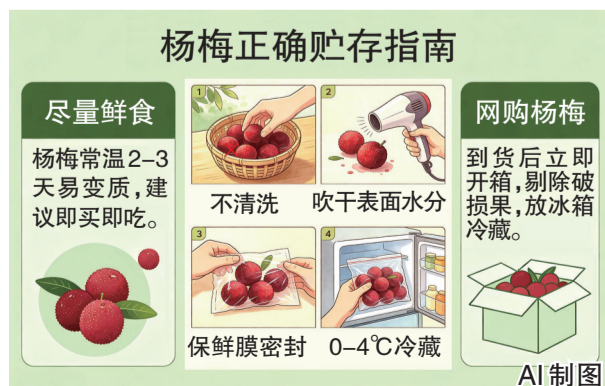 杨梅正确贮存指南
尽量鲜食
杨梅常温2-3
天易变质,建
议即买即吃。
1
不清洗
2
吹干表面水分
3
保鲜膜密封
4
0-4℃冷藏
网购杨梅
到货后立即
开箱,剔除破
损果,放冰箱
冷藏。
AI制图